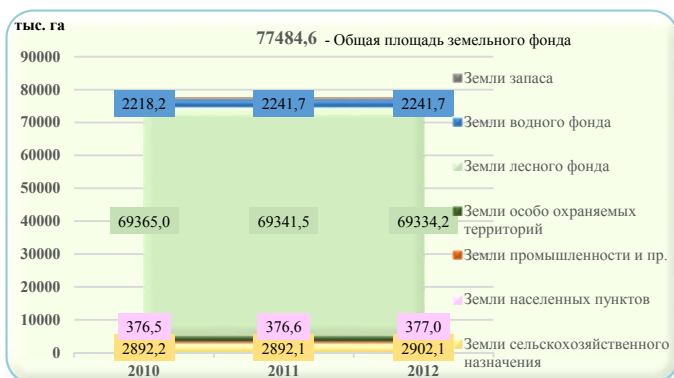 тыс. га
77484,6 - Общая площадь земельного фонда
90000
80000
70000
60000
50000
40000
30000
20000
10000
0
2218,2 2241,7 2241,7
69365,0 69341,5 69334,2
376,5 376,6 377,0
2892,2 2892,1 2902,1
2010 2011 2012
Земли запаса
Земли водного фонда
Земли лесного фонда
Земли особо охраняемых
территорий
Земли промышленности и пр.
Земли населенных пунктов
Земли сельскохозяйственного
назначения